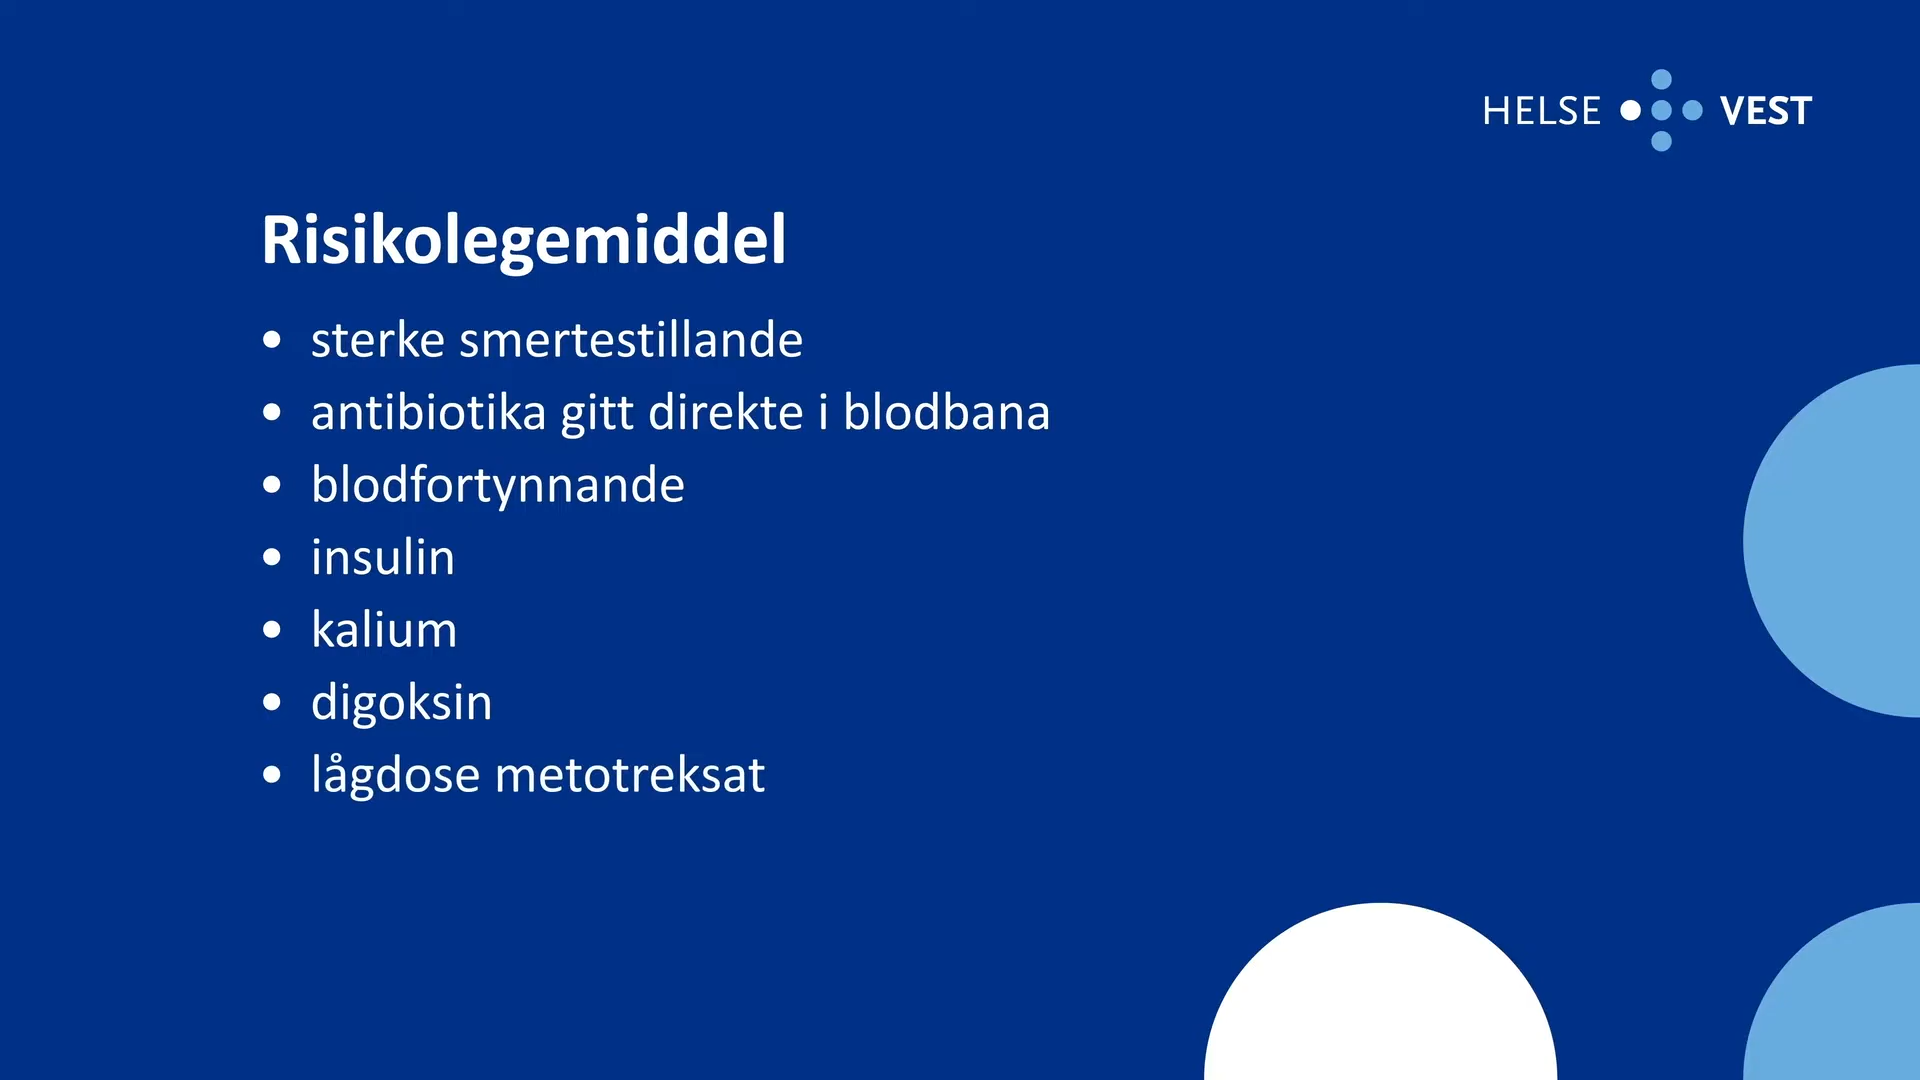 HELSE VEST
Risikolegemiddel
• sterke smertestillande
• antibiotika gitt direkte i blodbana
• blodfortynnande
• insulin
• kalium
• digoksin
• lågdose metotreksat